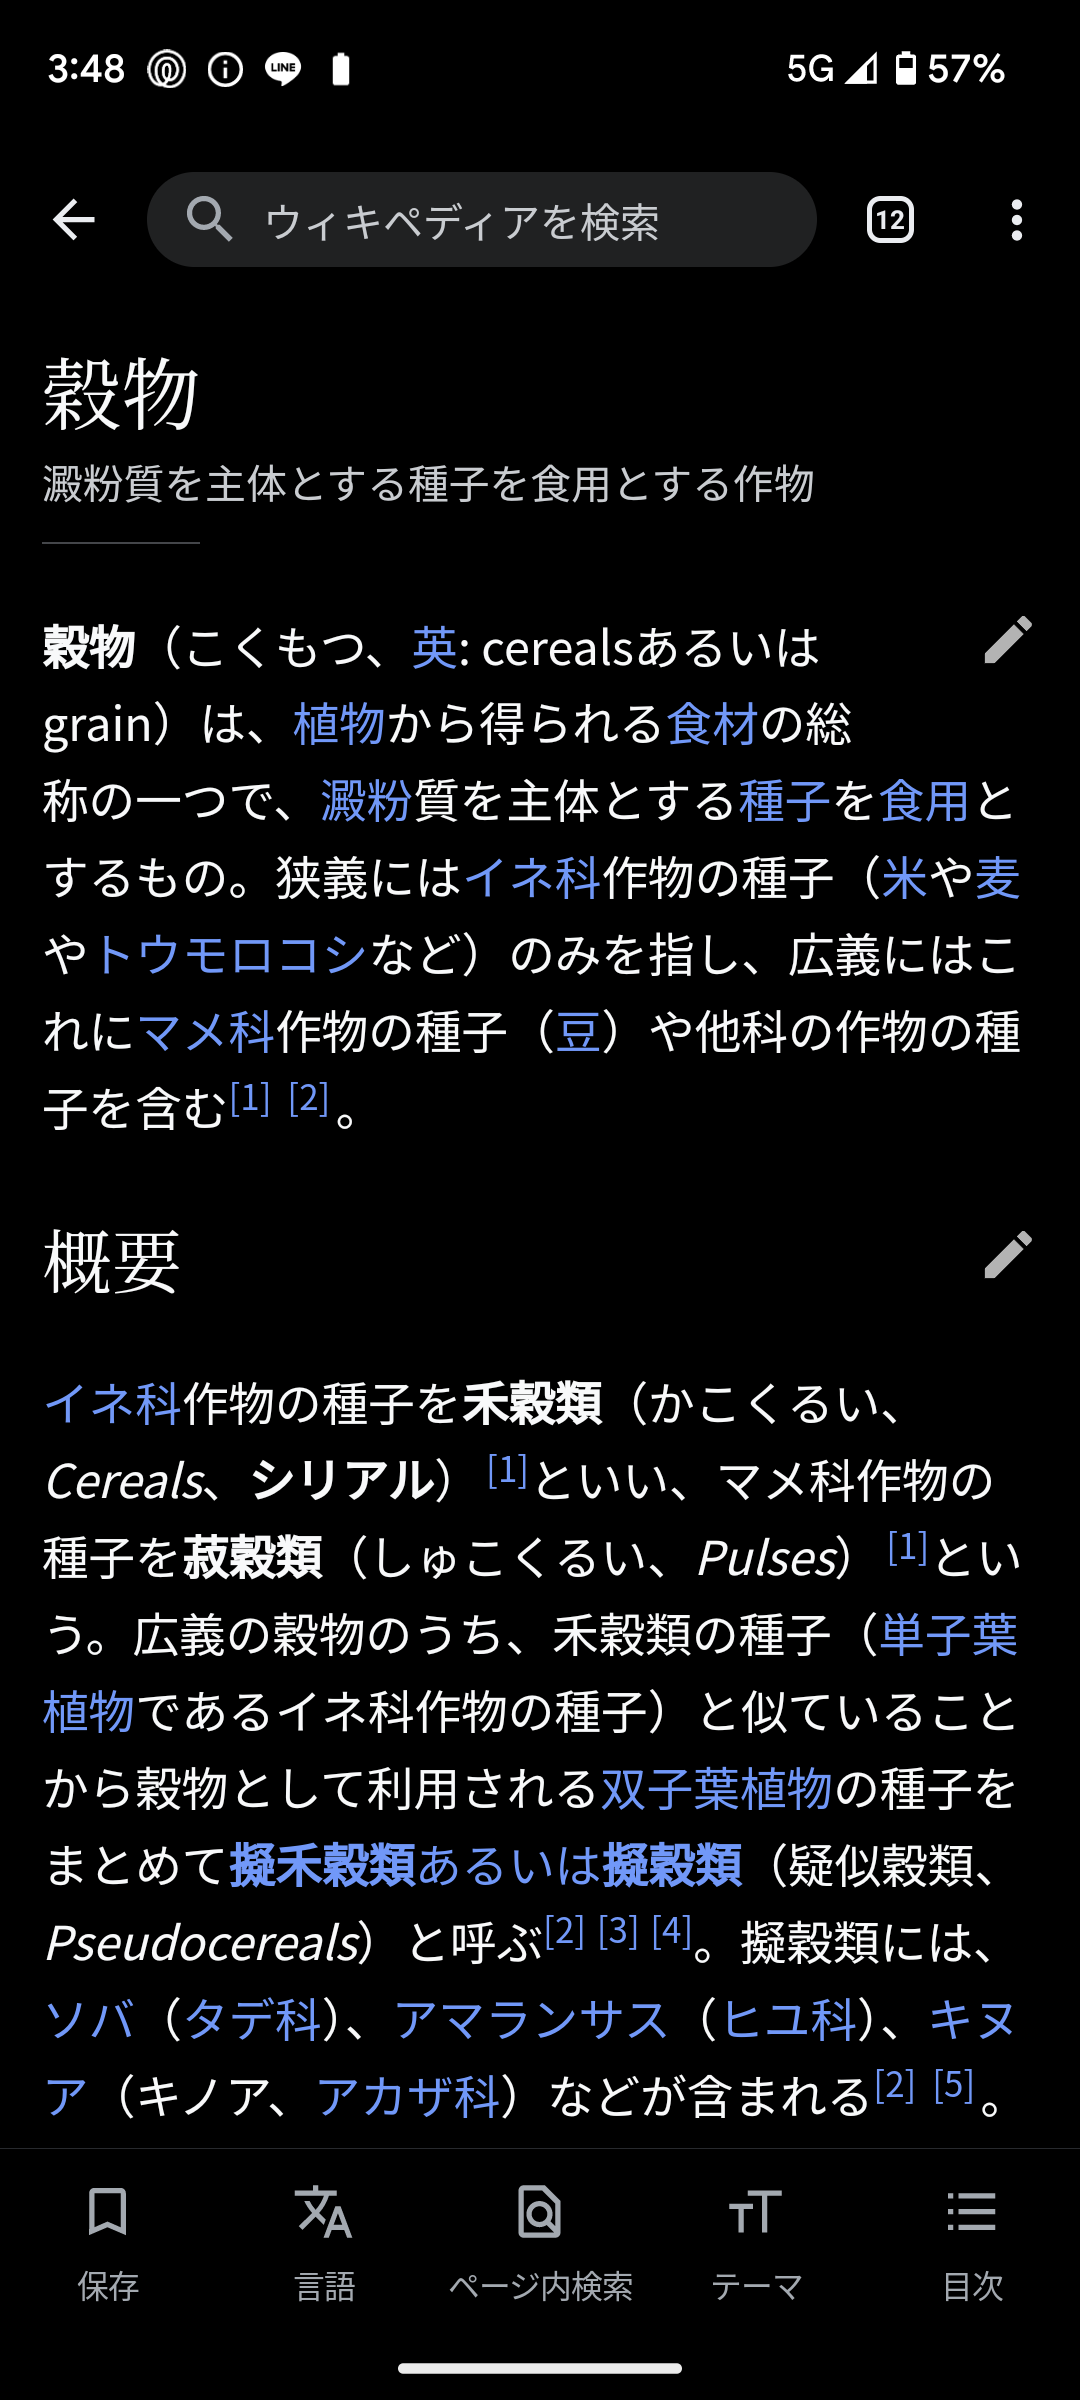 3:48 LINE 5G 57%
ウィキペディアを検索 12
穀物
澱粉質を主体とする種子を食用とする作物
穀物（こくもつ、英: cerealsあるいは
grain）は、植物から得られる食材の総
称の一つで、澱粉質を主体とする種子を食用と
するもの。狭義にはイネ科作物の種子（米や麦
やトウモロコシなど）のみを指し、広義にはこ
れにマメ科作物の種子（豆）や他科の作物の種
子を含む[1] [2]。
概要
イネ科作物の種子を禾穀類（かこくるい、
Cereals、シリアル）[1]といい、マメ科作物の
種子を菽穀類（しゅこくるい、Pulses）[1]とい
う。広義の穀物のうち、禾穀類の種子（単子葉
植物であるイネ科作物の種子）と似ていること
から穀物として利用される双子葉植物の種子を
まとめて擬禾穀類あるいは擬穀類（疑似穀類、
Pseudocereals）と呼ぶ[2] [3] [4]。擬穀類には、
ソバ（タデ科）、アマランサス（ヒユ科）、キヌ
ア（キノア、アカザ科）などが含まれる[2] [5]。
保存 言語 ページ内検索 テーマ 目次